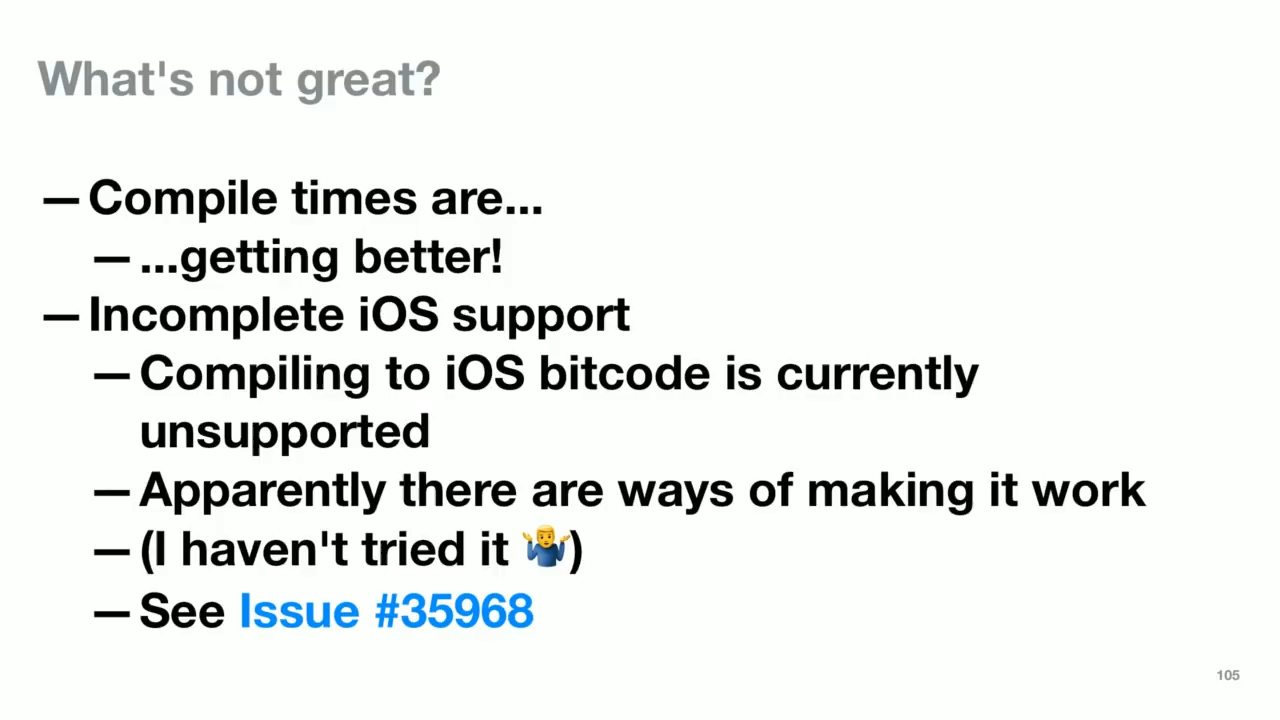 What's not great?
—Compile times are...
—...getting better!
—Incomplete iOS support
—Compiling to iOS bitcode is currently
unsupported
—Apparently there are ways of making it work
—(I haven't tried it 🤷‍♂️)
—See Issue #35968
105